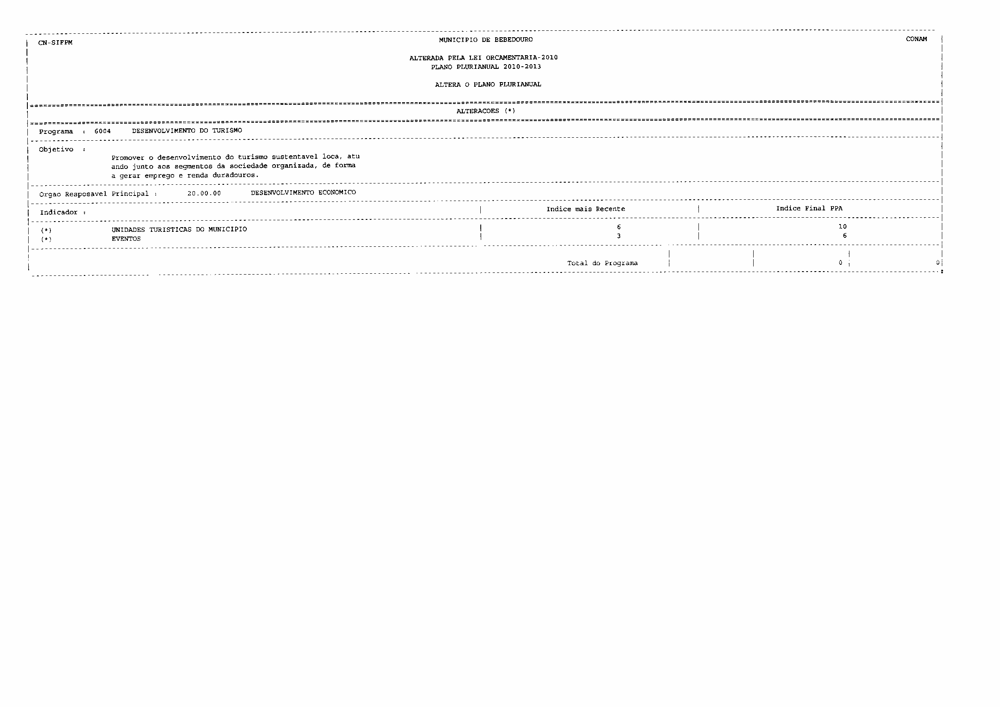 CN-SIFPM MUNICIPIO DE BEBEDOURO CONAM
ALTERADA PELA LEI ORCAMENTARIA-2010
PLANO PLURIANUAL 2010-2013
ALTERA O PLANO PLURIANUAL
ALTERACOES (*)
Programa : 6004 DESENVOLVIMENTO DO TURISMO
Objetivo :
Promover o desenvolvimento do turismo sustentavel loca, atu
ando junto aos segmentos da sociedade organizada, de forma
a gerar emprego e renda duradouros.
Orgao Resposavel Principal : 20.00.00 DESENVOLVIMENTO ECONOMICO
Indicador : | Indice mais Recente | Indice Final PPA
(*) UNIDADES TURISTICAS DO MUNICIPIO | 6 | 10
(*) EVENTOS | 3 | 6
Total do Programa | | 0 | 0|